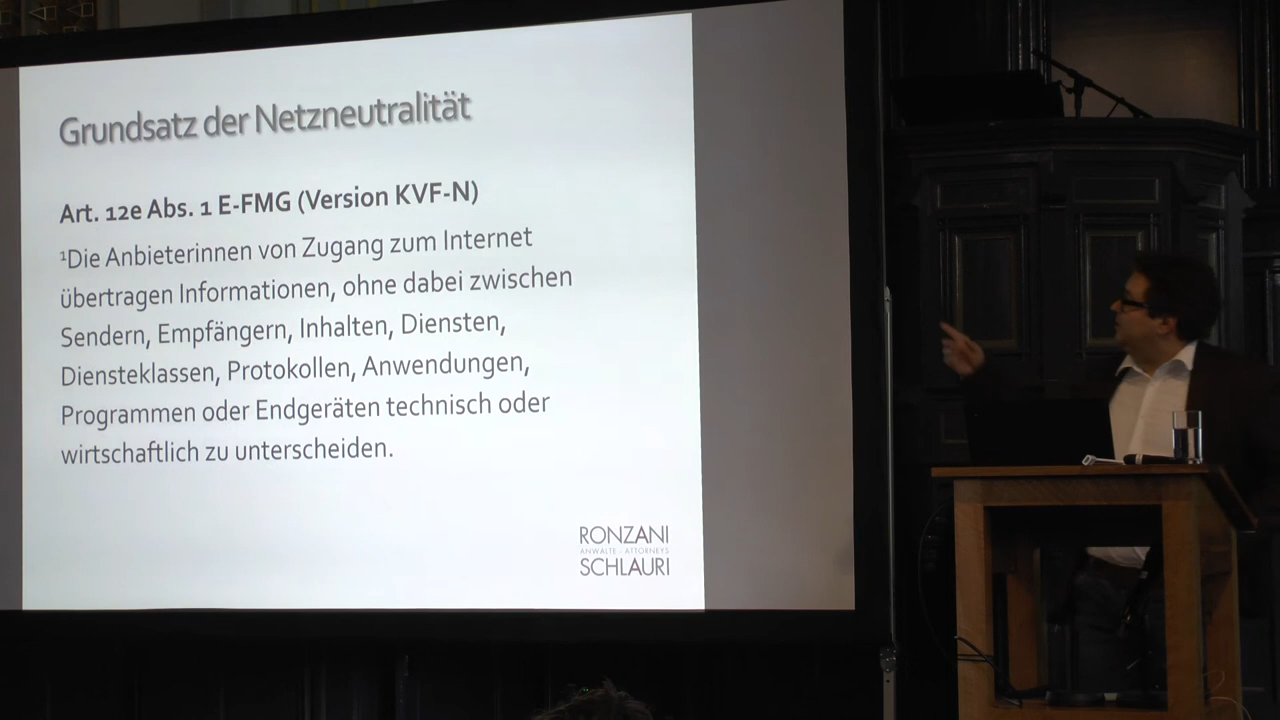 Grundsatz der Netzneutralität
Art. 12e Abs. 1 E-FMG (Version KVF-N)
¹Die Anbieterinnen von Zugang zum Internet
übertragen Informationen, ohne dabei zwischen
Sendern, Empfängern, Inhalten, Diensten,
Diensteklassen, Protokollen, Anwendungen,
Programmen oder Endgeräten technisch oder
wirtschaftlich zu unterscheiden.
RONZANI
ANWÄLTE ATTORNEYS
SCHLAURI